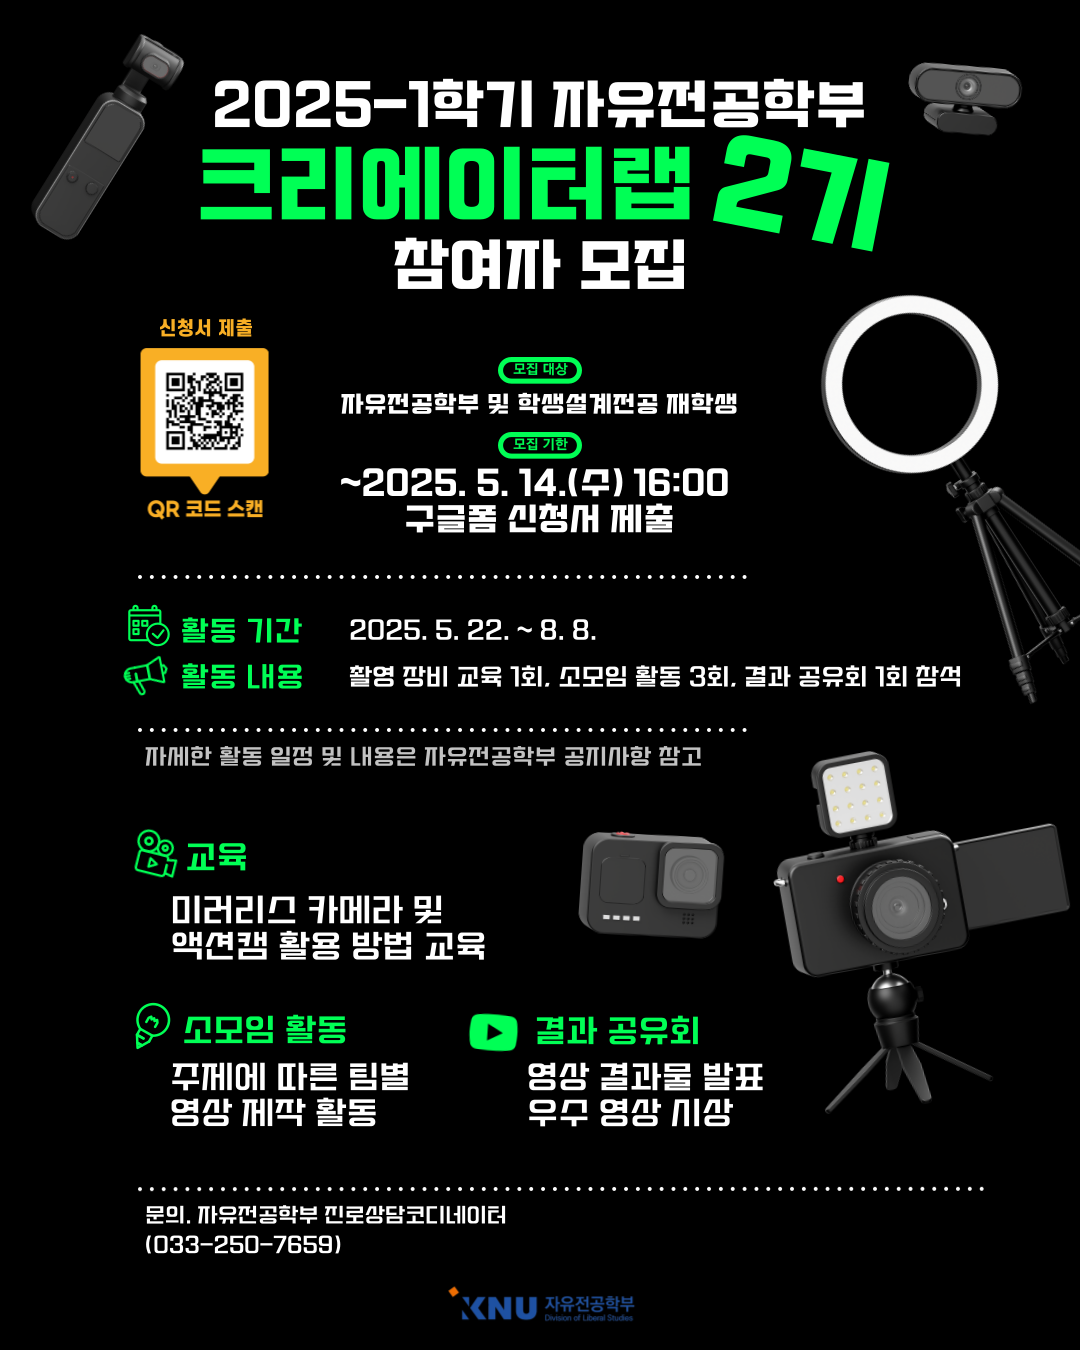 2025-1학기 자유전공학부
크리에이터랩 2기
참여자 모집
신청서 제출
QR 코드 스캔
모집 대상
자유전공학부 및 학생설계전공 재학생
모집 기한
~2025. 5. 14.(수) 16:00
구글폼 신청서 제출
활동 기간 2025. 5. 22. ~ 8. 8.
활동 내용 촬영 장비 교육 1회, 소모임 활동 3회, 결과 공유회 1회 참석
자세한 활동 일정 및 내용은 자유전공학부 공지사항 참고
교육
미러리스 카메라 및
액션캠 활용 방법 교육
소모임 활동
주제에 따른 팀별
영상 제작 활동
결과 공유회
영상 결과물 발표
우수 영상 시상
문의. 자유전공학부 진로상담코디네이터
(033-250-7659)
KNU 자유전공학부
Division of Liberal Studies